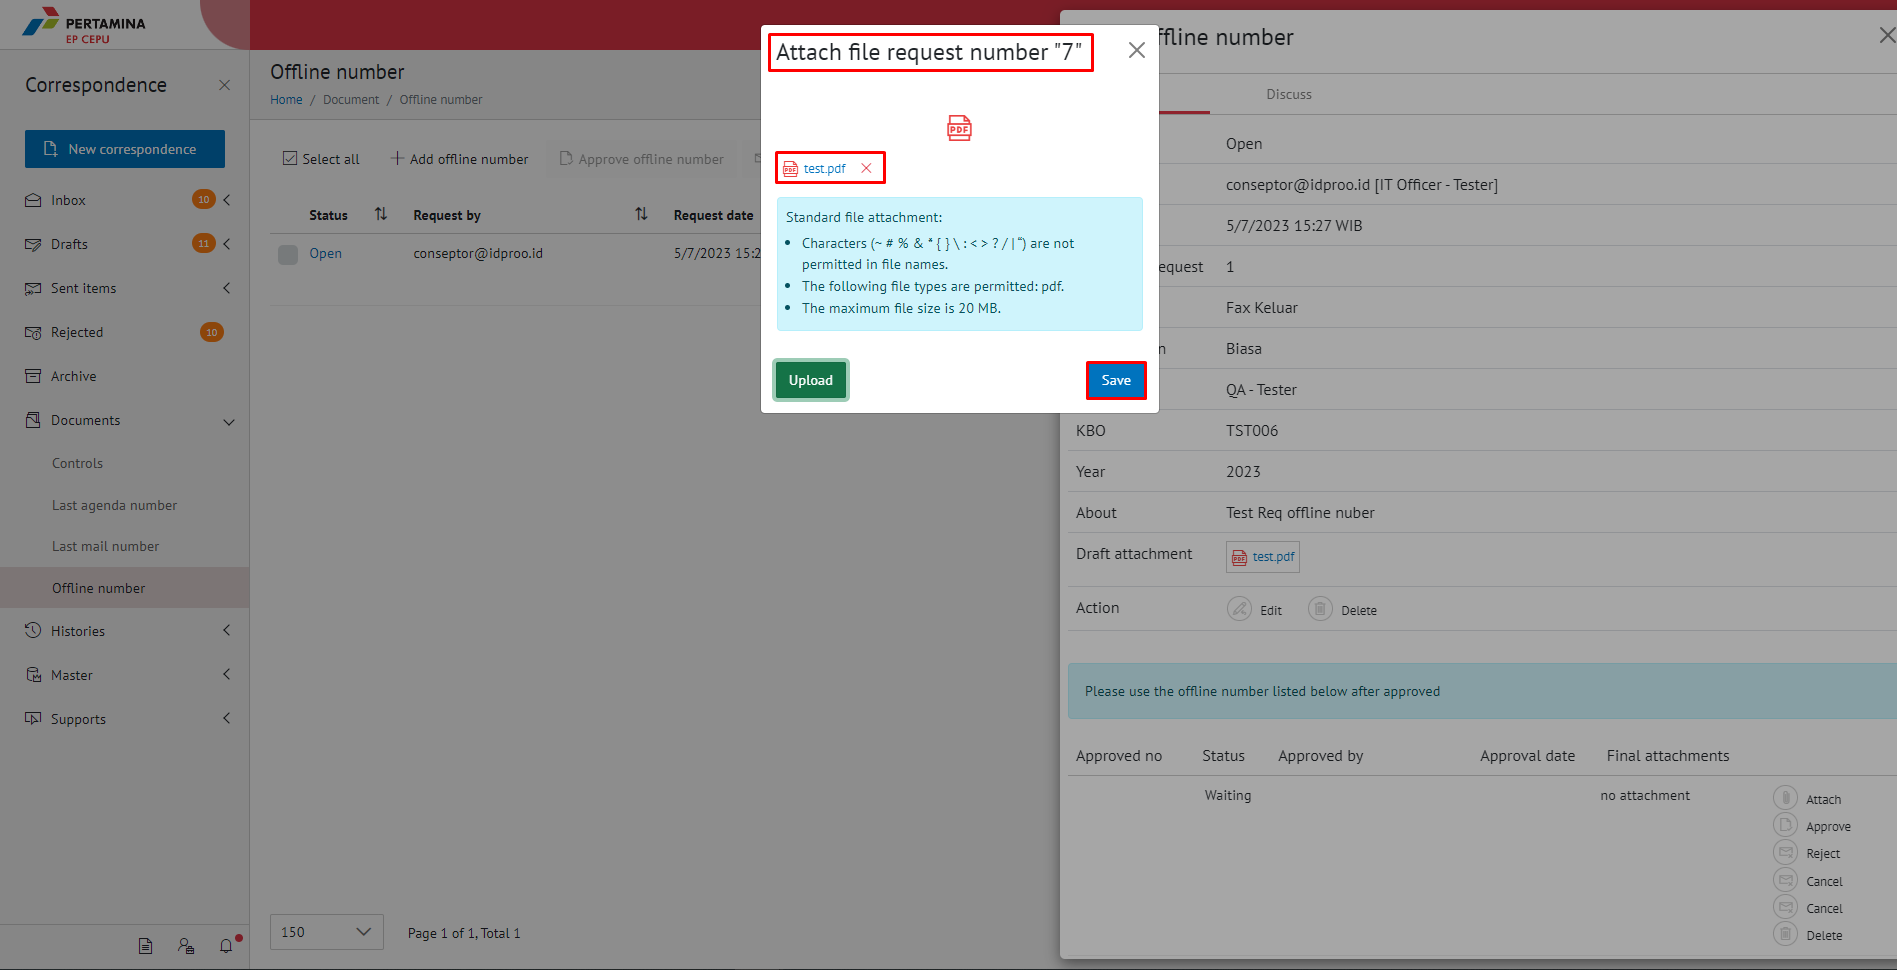 PERTAMINA
EP CEPU
Correspondence
New correspondence
Inbox 10
Drafts 11
Sent items
Rejected 10
Archive
Documents
Controls
Last agenda number
Last mail number
Offline number
Histories
Master
Supports
Offline number
Home / Document / Offline number
Select all Add offline number Approve offline number
Status Request by Request date
Open conseptor@idproo.id 5/7/2023 15:2
150 Page 1 of 1, Total 1
Attach file request number "7"
PDF
PDF test.pdf
Standard file attachment:
Characters (~ # % & * { } \ : < > ? / | “) are not
permitted in file names.
The following file types are permitted: pdf.
The maximum file size is 20 MB.
Upload Save
ffline number
Discuss
Open
conseptor@idproo.id [IT Officer - Tester]
5/7/2023 15:27 WIB
equest 1
Fax Keluar
n Biasa
QA - Tester
KBO TST006
Year 2023
About Test Req offline nuber
Draft attachment PDF test.pdf
Action Edit Delete
Please use the offline number listed below after approved
Approved no Status Approved by Approval date Final attachments
Waiting no attachment
Attach
Approve
Reject
Cancel
Cancel
Delete